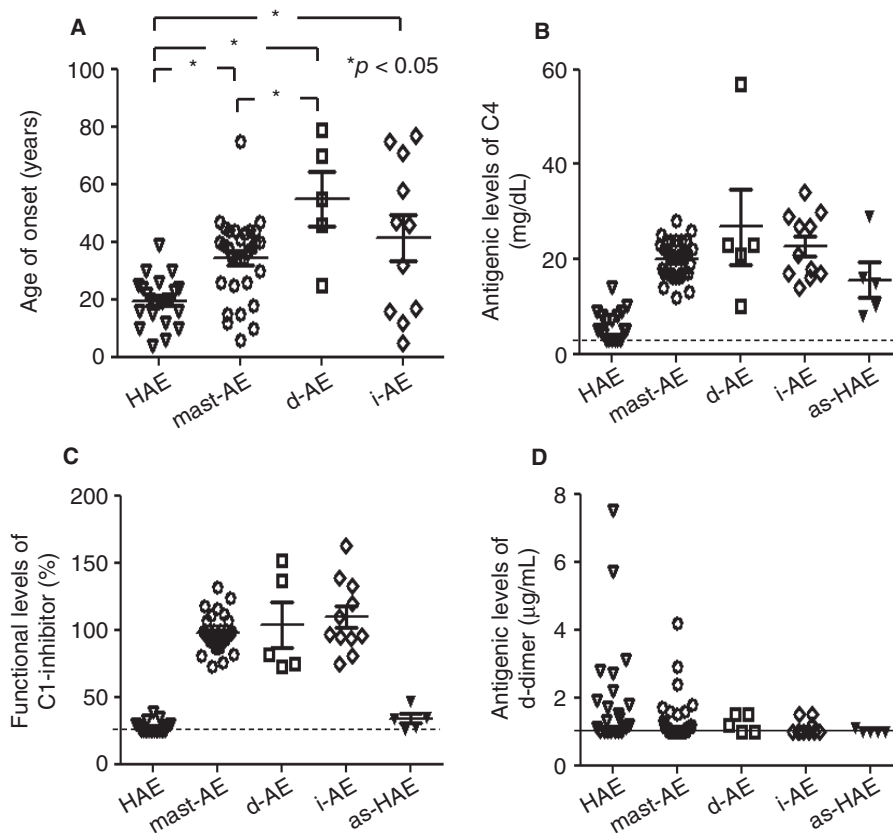 A
*
*
* *p < 0.05
*
100
80
60
40
20
0
Age of onset (years)
HAE mast-AE d-AE i-AE
B
60
40
20
0
Antigenic levels of C4
(mg/dL)
HAE mast-AE d-AE i-AE as-HAE
C
200
150
100
50
0
Functional levels of
C1-inhibitor (%)
HAE mast-AE d-AE i-AE as-HAE
D
8
6
4
2
0
Antigenic levels of
d-dimer (µg/mL)
HAE mast-AE d-AE i-AE as-HAE